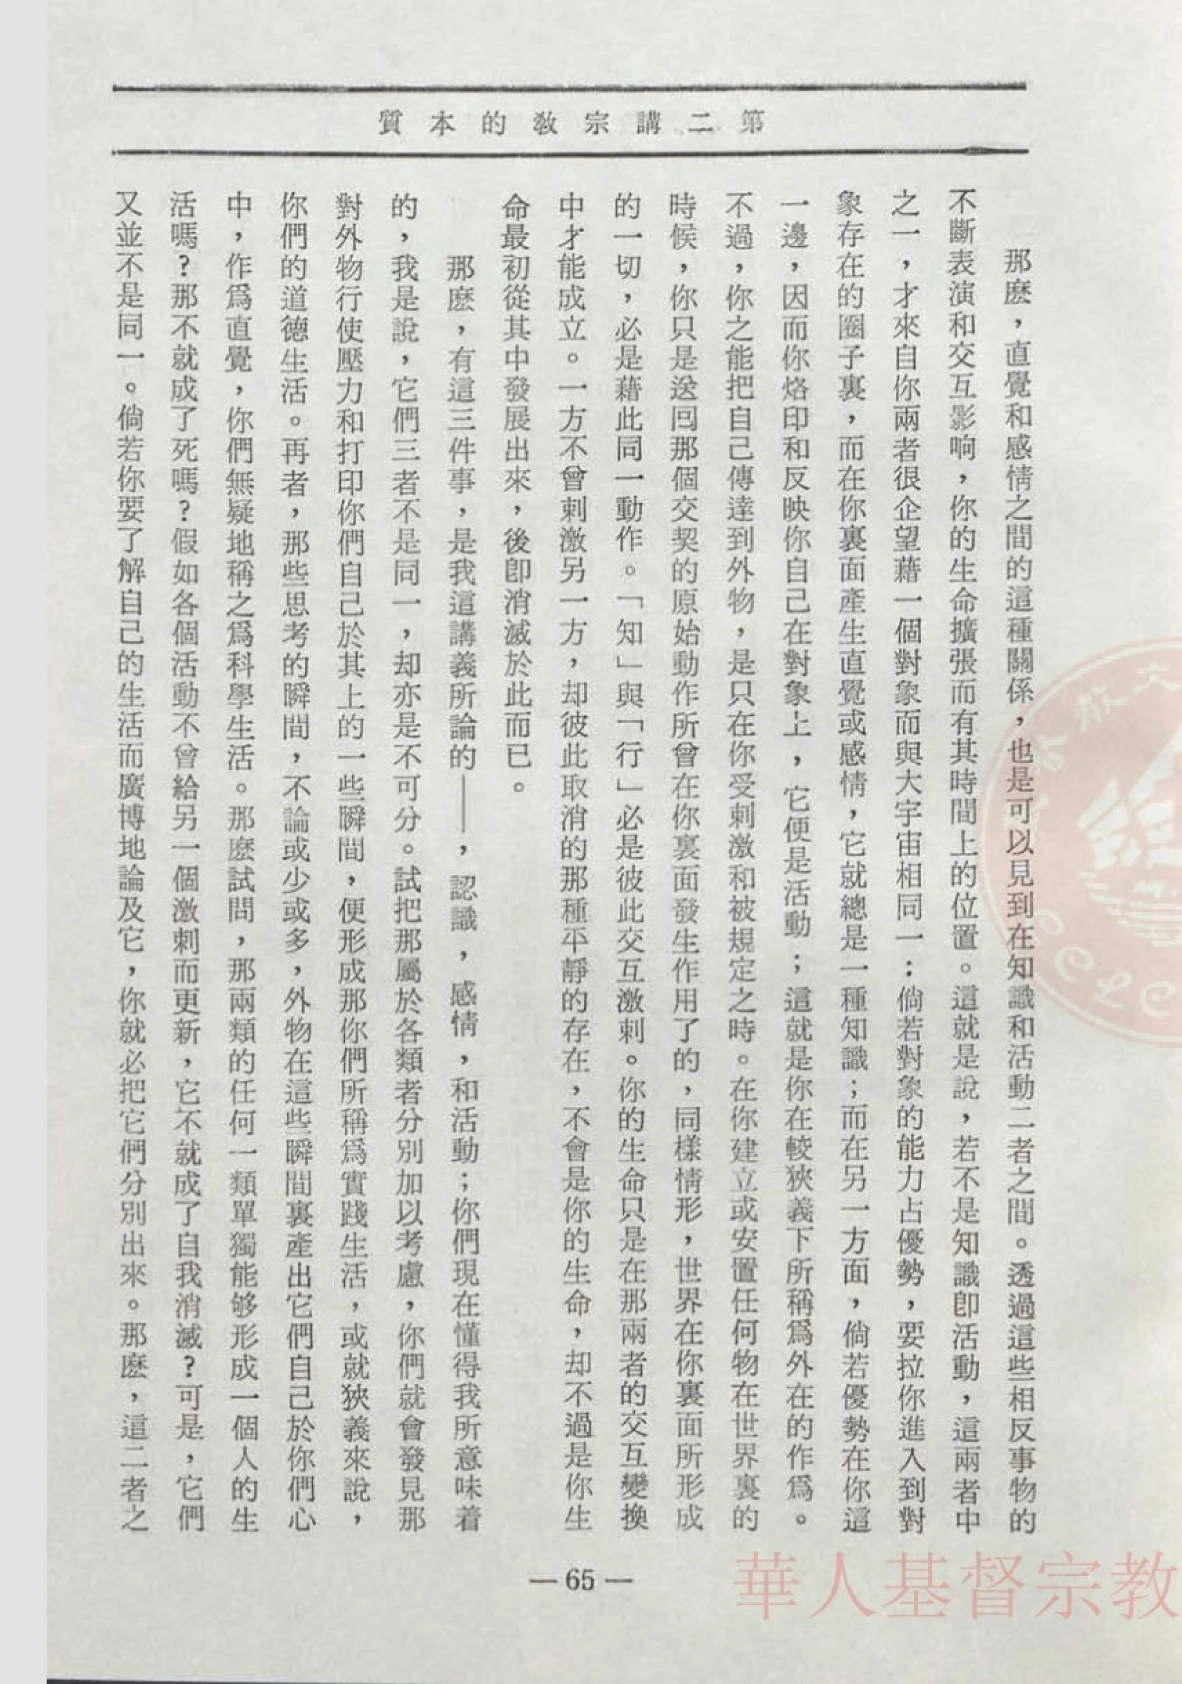 第二講宗敎的本質
那麽，直覺和感情之間的這種關係，也是可以見到在知識和活動二者之間。透過這些相反事物的
不斷表演和交互影响，你的生命擴張而有其時間上的位置。這就是說，若不是知識卽活動，這兩者中
之一，才來自你兩者很企望藉一個對象而與大宇宙相同一：倘若對象的能力占優勢，要拉你進入到對
象存在的圈子裏，而在你裏面產生直覺或感情，它就總是一種知識；而在另一方面，倘若優勢在你這
一邊，因而你烙印和反映你自己在對象上，它便是活動；這就是你在較狹義下所稱爲外在的作爲。
不過，你之能把自己傳達到外物，是只在你受刺激和被規定之時。在你建立或安置任何物在世界裏的
時候，你只是送囘那個交契的原始動作所曾在你裏面發生作用了的，同樣情形，世界在你裏面所形成
的一切，必是藉此同一動作。「知」與「行」必是彼此交互激刺。你的生命只是在那兩者的交互變換
中才能成立。一方不曾刺激另一方，却彼此取消的那種平靜的存在，不會是你的生命，却不過是你生
命最初從其中發展出來，後卽消滅於此而已。
那麽，有這三件事，是我這講義所論的——，認識，感情，和活動；你們現在懂得我所意味着
的，我是說，它們三者不是同一，却亦是不可分。試把那屬於各類者分別加以考慮，你們就會發見那
對外物行使壓力和打印你們自己於其上的一些瞬間，便形成那你們所稱爲實踐生活，或就狹義來說，
你們的道德生活。再者，那些思考的瞬間，不論或少或多，外物在這些瞬間裏產出它們自己於你們心
中，作爲直覺，你們無疑地稱之爲科學生活。那麽試問，那兩類的任何一類單獨能够形成一個人的生
活嗎？那不就成了死嗎？假如各個活動不曾給另一個激刺而更新，它不就成了自我消滅？可是，它們
又並不是同一。倘若你要了解自己的生活而廣博地論及它，你就必把它們分別出來。那麽，這二者之
— 65 —
華人基督宗教